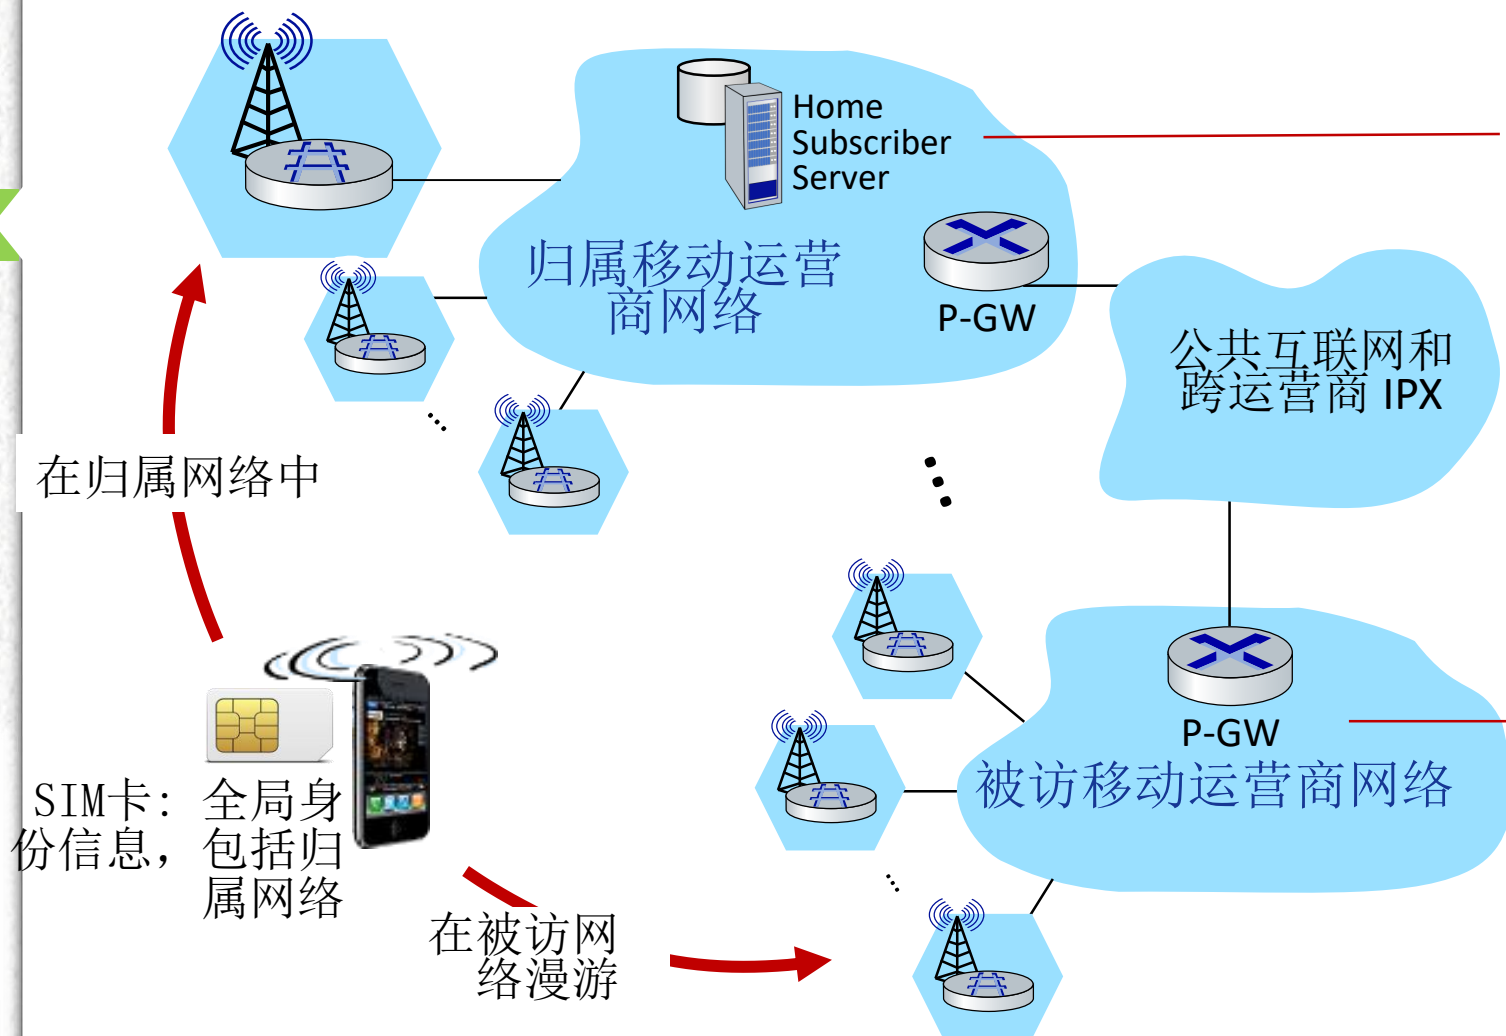 Home
Subscriber
Server
归属移动运营
商网络
P-GW
公共互联网和
跨运营商 IPX
在归属网络中
P-GW
被访移动运营商网络
SIM卡: 全局身
份信息, 包括归
属网络
在被访网
络漫游